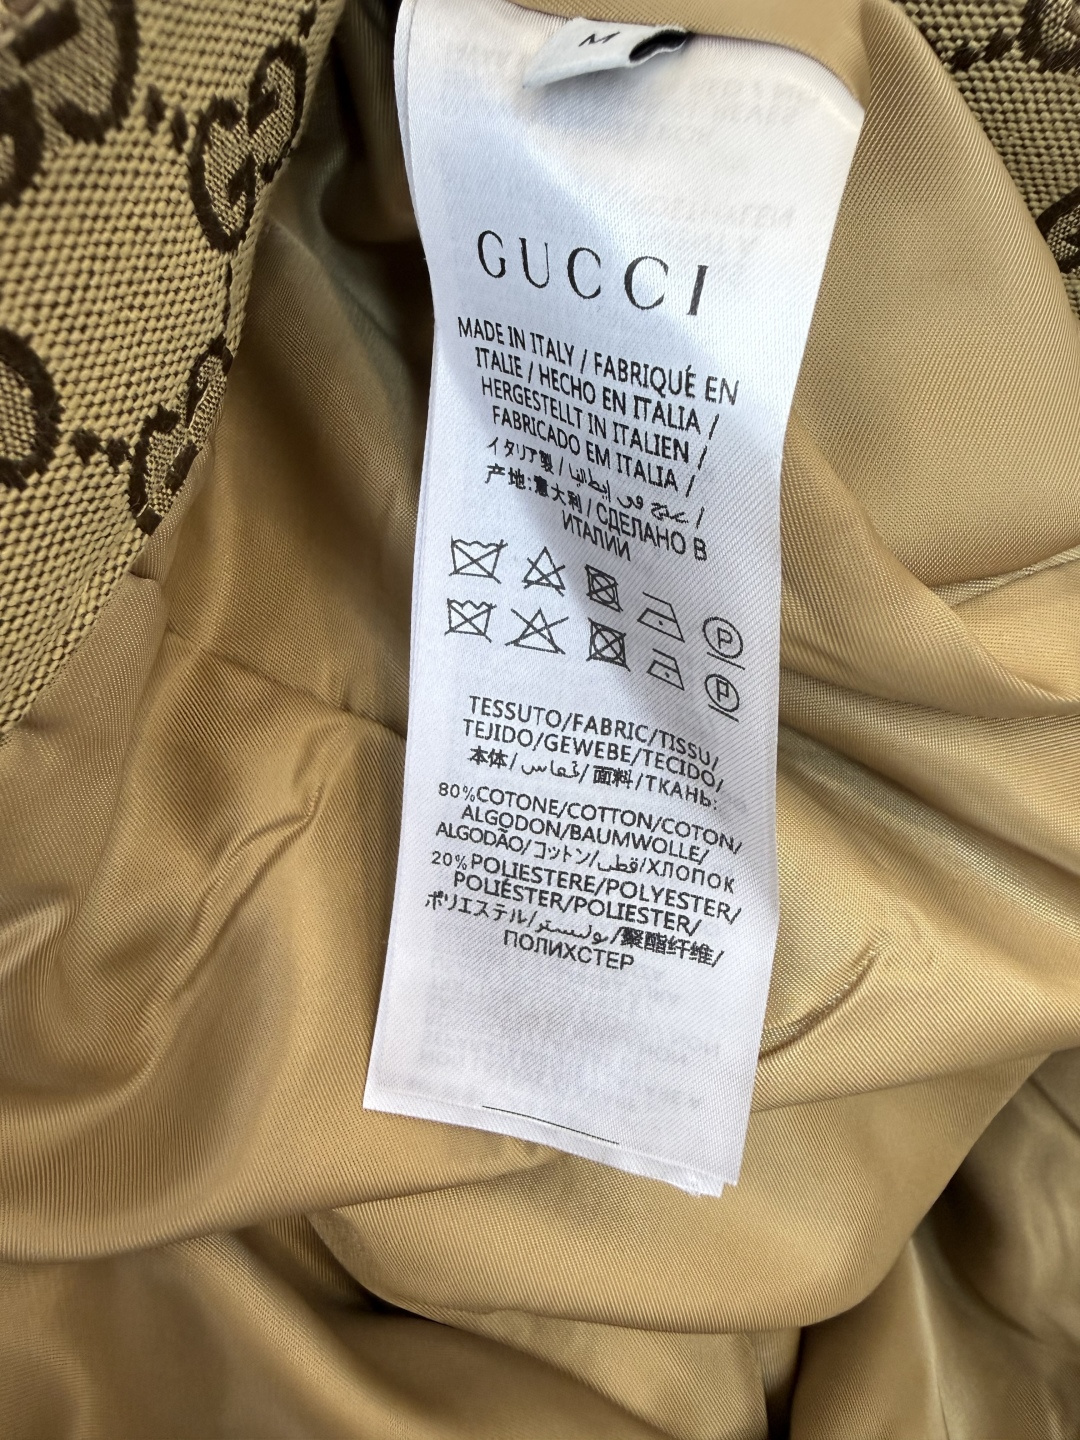 M
GUCCI
MADE IN ITALY / FABRIQUÉ EN
ITALIE / HECHO EN ITALIA /
HERGESTELLT IN ITALIEN /
FABRICADO EM ITALIA /
イタリア製 / صنع في إيطاليا /
产地:意大利 / СДЕЛАНО В
ИТАЛИИ
P
P
TESSUTO/FABRIC/TISSU/
TEJIDO/GEWEBE/TECIDO/
本体/قماش/面料/ТКАНЬ:
80%COTONE/COTTON/COTON/
ALGODON/BAUMWOLLE/
ALGODÃO/コットン/قطن/ХЛОПОК
20%POLIESTERE/POLYESTER/
POLIÉSTER/POLIESTER/
ポリエステル/بوليستر/聚酯纤维/
ПОЛИХСТЕР